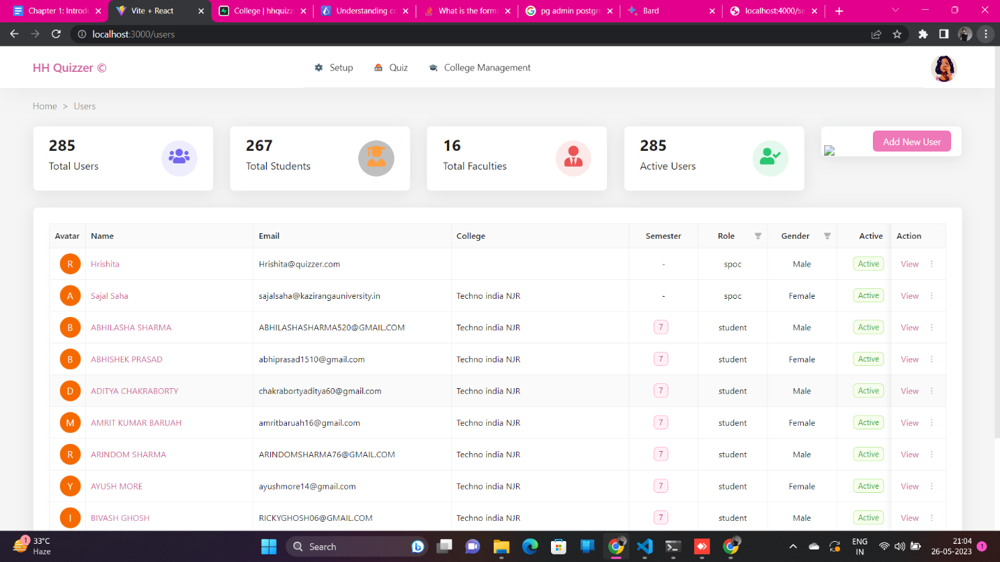 Chapter 1: Introdu
Vite + React
College | hhquizz
Understanding co
What is the forma
pg admin postgre
Bard
localhost:4000/se
localhost:3000/users
HH Quizzer ©
Setup
Quiz
College Management
Home > Users
285
Total Users
267
Total Students
16
Total Faculties
285
Active Users
Add New User
Avatar Name Email College Semester Role Gender Active Action
R Hrishita Hrishita@quizzer.com - spoc Male Active View
A Sajal Saha sajalsaha@kazirangauniversity.in Techno india NJR - spoc Female Active View
B ABHILASHA SHARMA ABHILASHASHARMA520@GMAIL.COM Techno india NJR 7 student Male Active View
B ABHISHEK PRASAD abhiprasad1510@gmail.com Techno india NJR 7 student Female Active View
D ADITYA CHAKRABORTY chakrabortyaditya60@gmail.com Techno india NJR 7 student Male Active View
M AMRIT KUMAR BARUAH amritbaruah16@gmail.com Techno india NJR 7 student Female Active View
R ARINDOM SHARMA ARINDOMSHARMA76@GMAIL.COM Techno india NJR 7 student Male Active View
Y AYUSH MORE ayushmore14@gmail.com Techno india NJR 7 student Female Active View
I BIVASH GHOSH RICKYGHOSH06@GMAIL.COM Techno india NJR 7 student Male Active View
1
33°C
Haze
Search
ENG
IN
21:04
26-05-2023
1